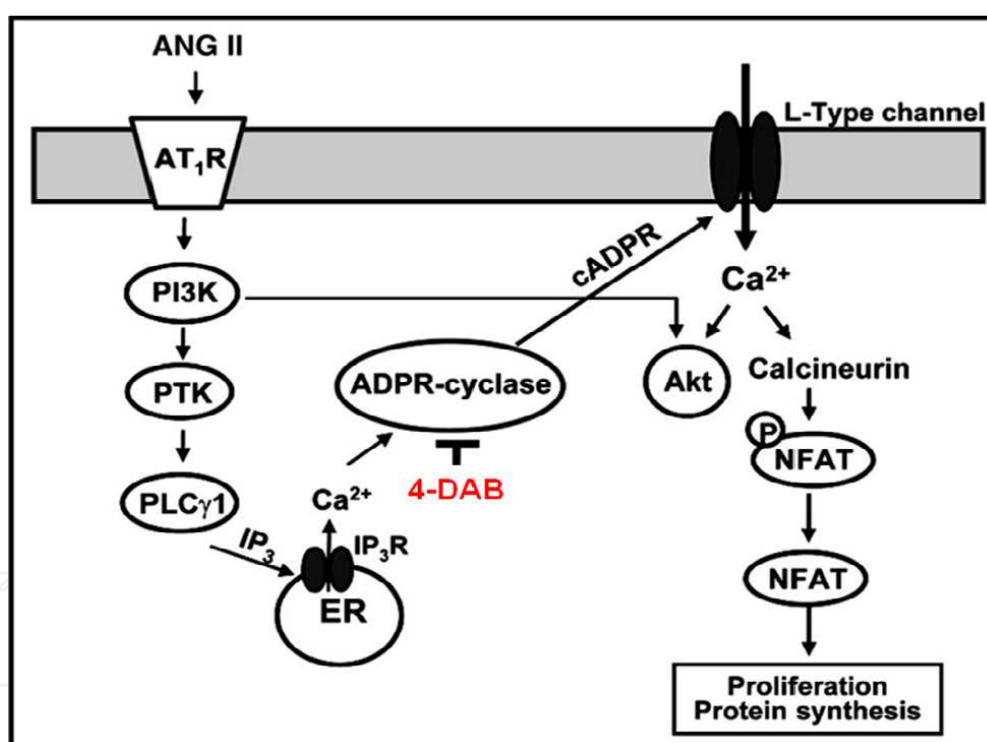 ANG II
L-Type channel
AT₁R
PI3K
cADPR
Ca²⁺
PTK
ADPR-cyclase
Akt
Calcineurin
P
NFAT
4-DAB
PLCγ1
Ca²⁺
IP₃
IP₃R
ER
NFAT
Proliferation
Protein synthesis